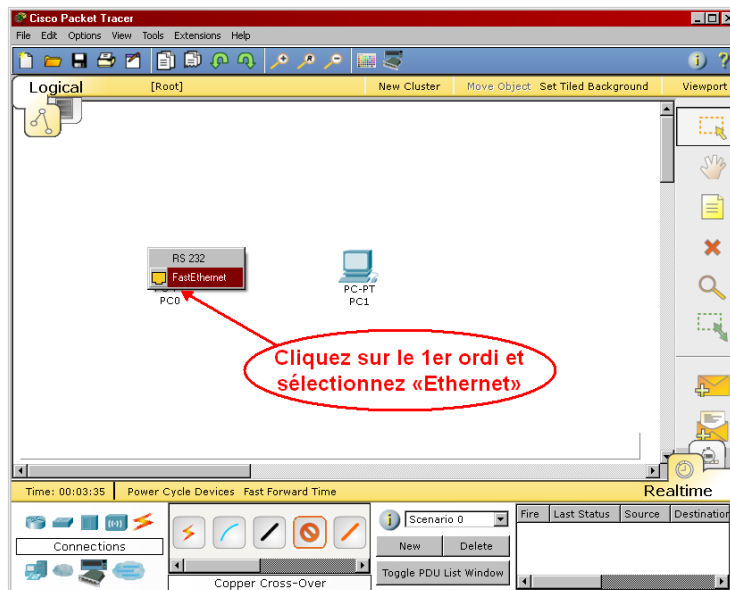 Cisco Packet Tracer
File Edit Options View Tools Extensions Help
Logical [Root] New Cluster Move Object Set Tiled Background Viewport
RS 232
FastEthernet
PC0
PC-PT
PC1
Cliquez sur le 1er ordi et
sélectionnez «Ethernet»
Time: 00:03:35 Power Cycle Devices Fast Forward Time Realtime
Connections
Copper Cross-Over
Scenario 0
New Delete
Toggle PDU List Window
Fire Last Status Source Destination